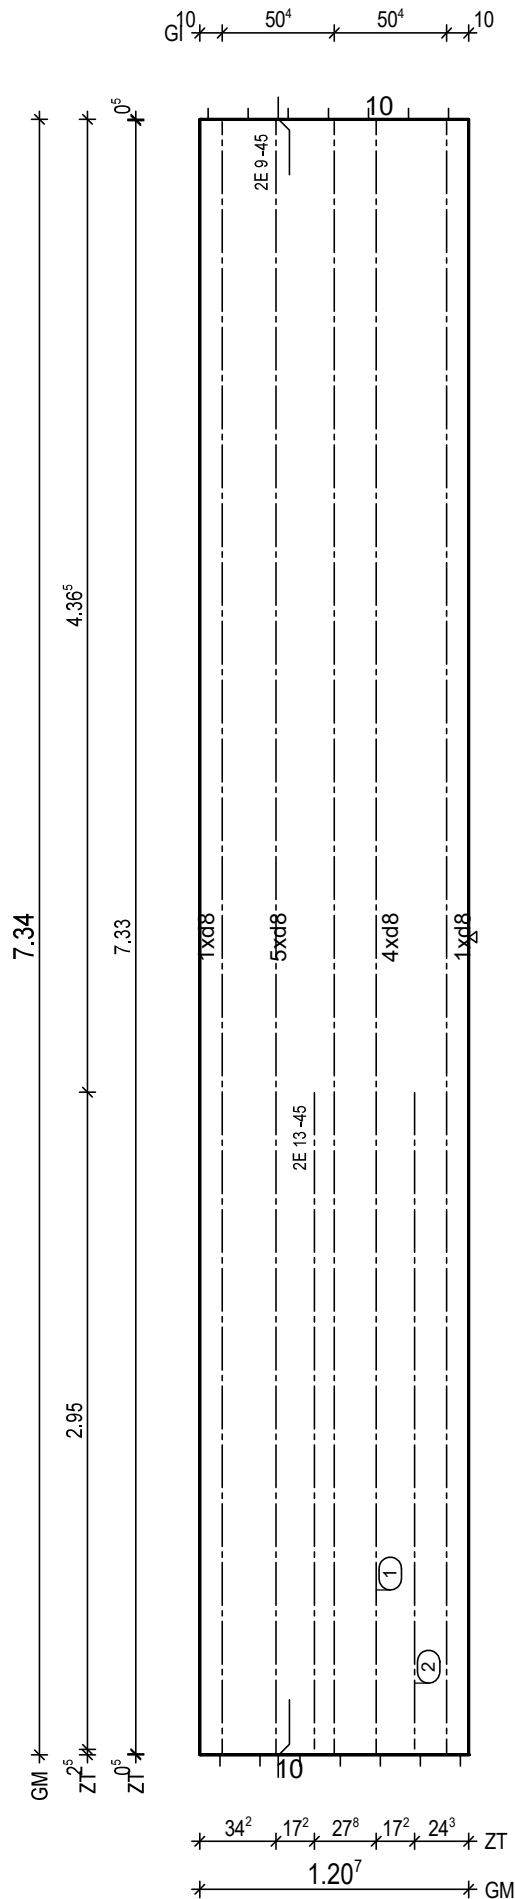 GI 10 50⁴ 50⁴ 10
0⁵
10
2E 9 -45
4.36⁵
7.34
7.33
1xd8 5xd8 4xd8 1xd8
2E 13 -45
2.95
1
2
10
GM
2⁵ ZT
0⁵ ZT
34² 17² 27⁸ 17² 24³ ZT
1.20⁷ GM